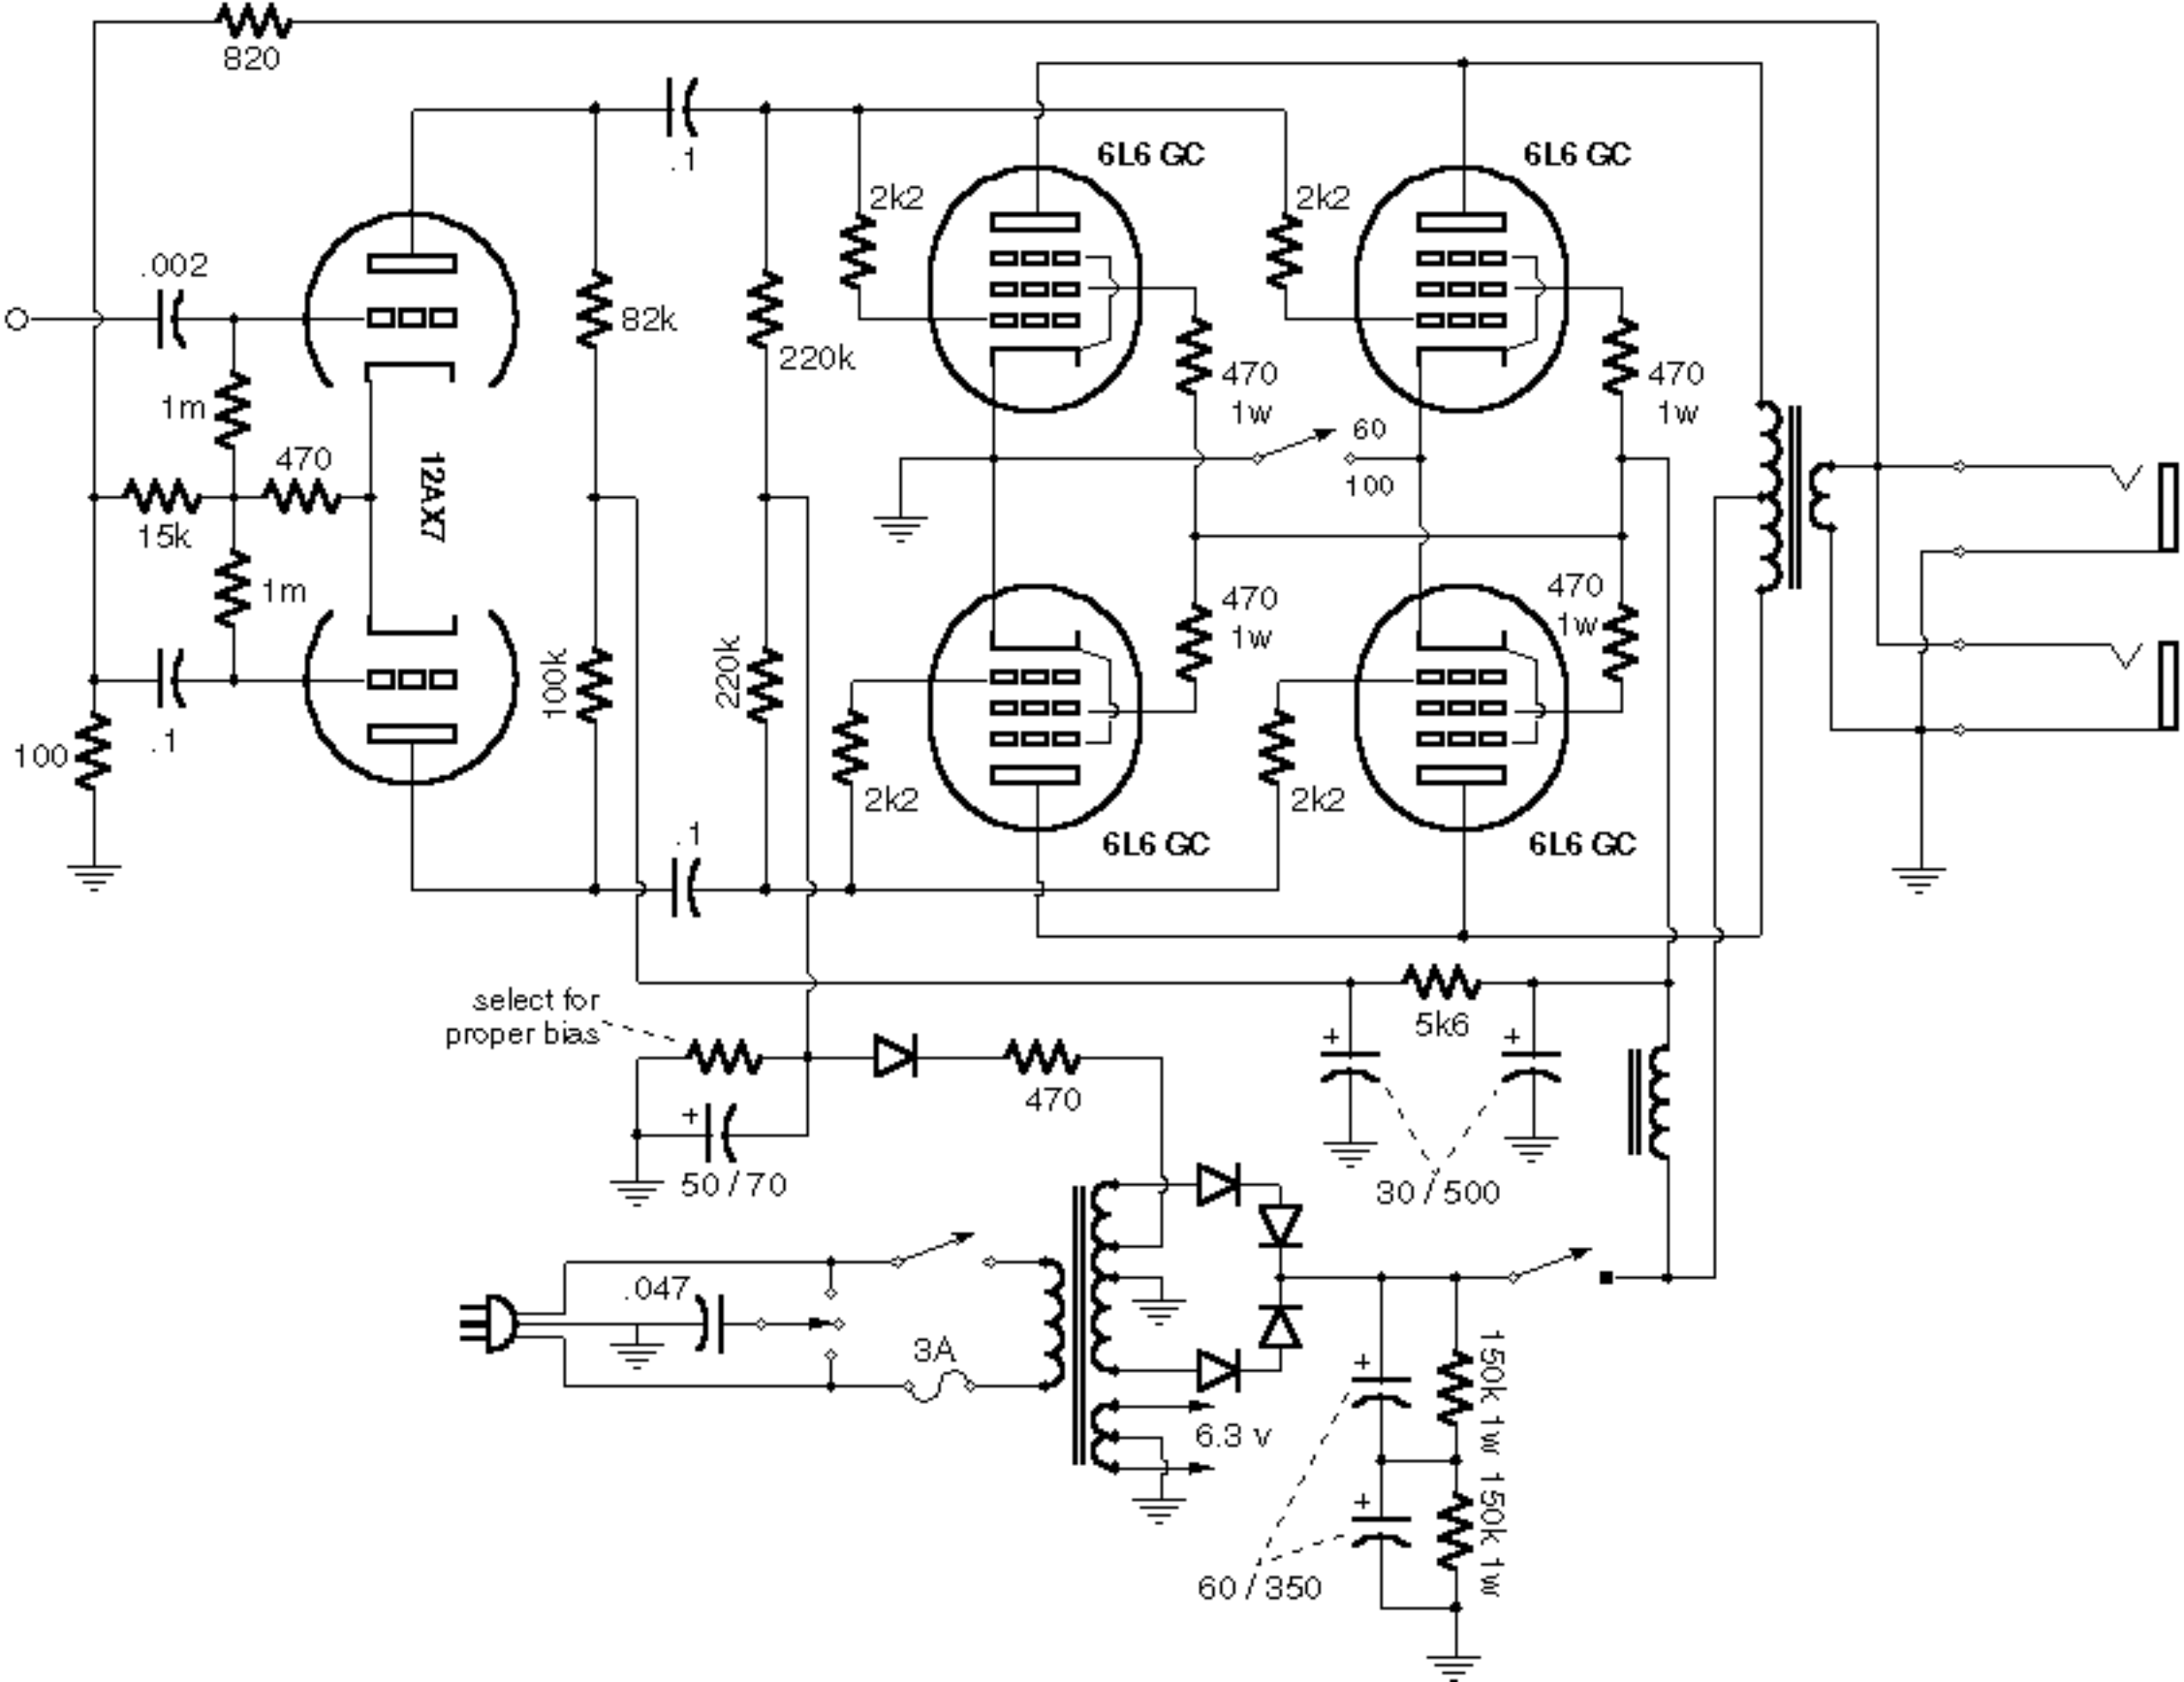 820
.1
6L6 GC
6L6 GC
2k2
2k2
.002
82k
220k
470
1w
470
1w
1m
60
100
470
12AX7
15k
1m
470
1w
470
1w
100k
220k
100
.1
2k2
2k2
.1
6L6 GC
6L6 GC
select for
proper bias
5k6
+
+
470
+
50 / 70
30 / 500
.047
3A
6.3 v
+
150k 1w
+
150k 1w
60 / 350